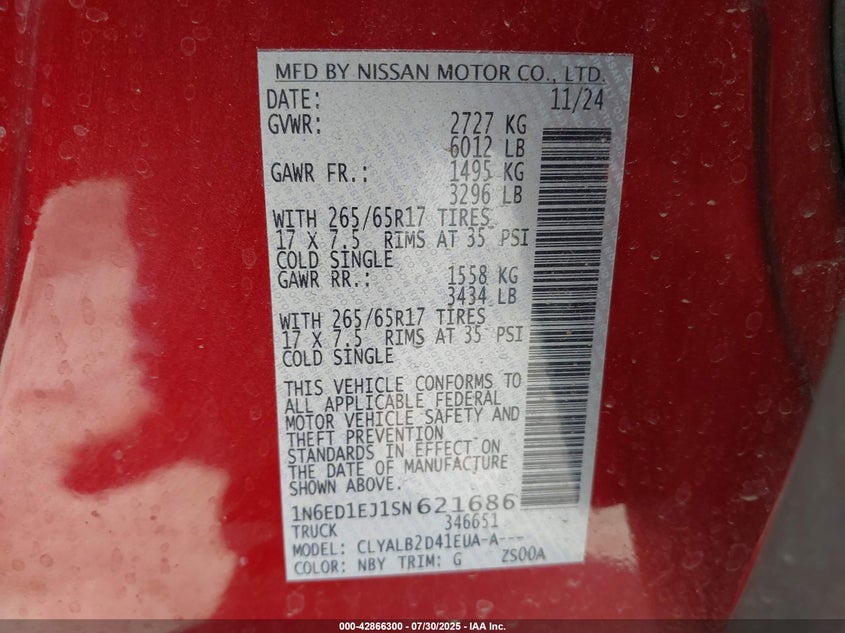 MFD BY NISSAN MOTOR CO., LTD.
DATE: 11/24
GVWR: 2727 KG
6012 LB
GAWR FR.: 1495 KG
3296 LB
WITH 265/65R17 TIRES
17 X 7.5 RIMS AT 35 PSI
COLD SINGLE
GAWR RR.: 1558 KG
3434 LB
WITH 265/65R17 TIRES
17 X 7.5 RIMS AT 35 PSI
COLD SINGLE
THIS VEHICLE CONFORMS TO
ALL APPLICABLE FEDERAL
MOTOR VEHICLE SAFETY AND
THEFT PREVENTION
STANDARDS IN EFFECT ON
THE DATE OF MANUFACTURE
SHOWN ABOVE.
1N6ED1EJ1SN621686
TRUCK 346651
MODEL: CLYALB2D41EUA-A---
COLOR: NBY TRIM: G ZS00A
000-42866300 - 07/30/2025 - IAA Inc.